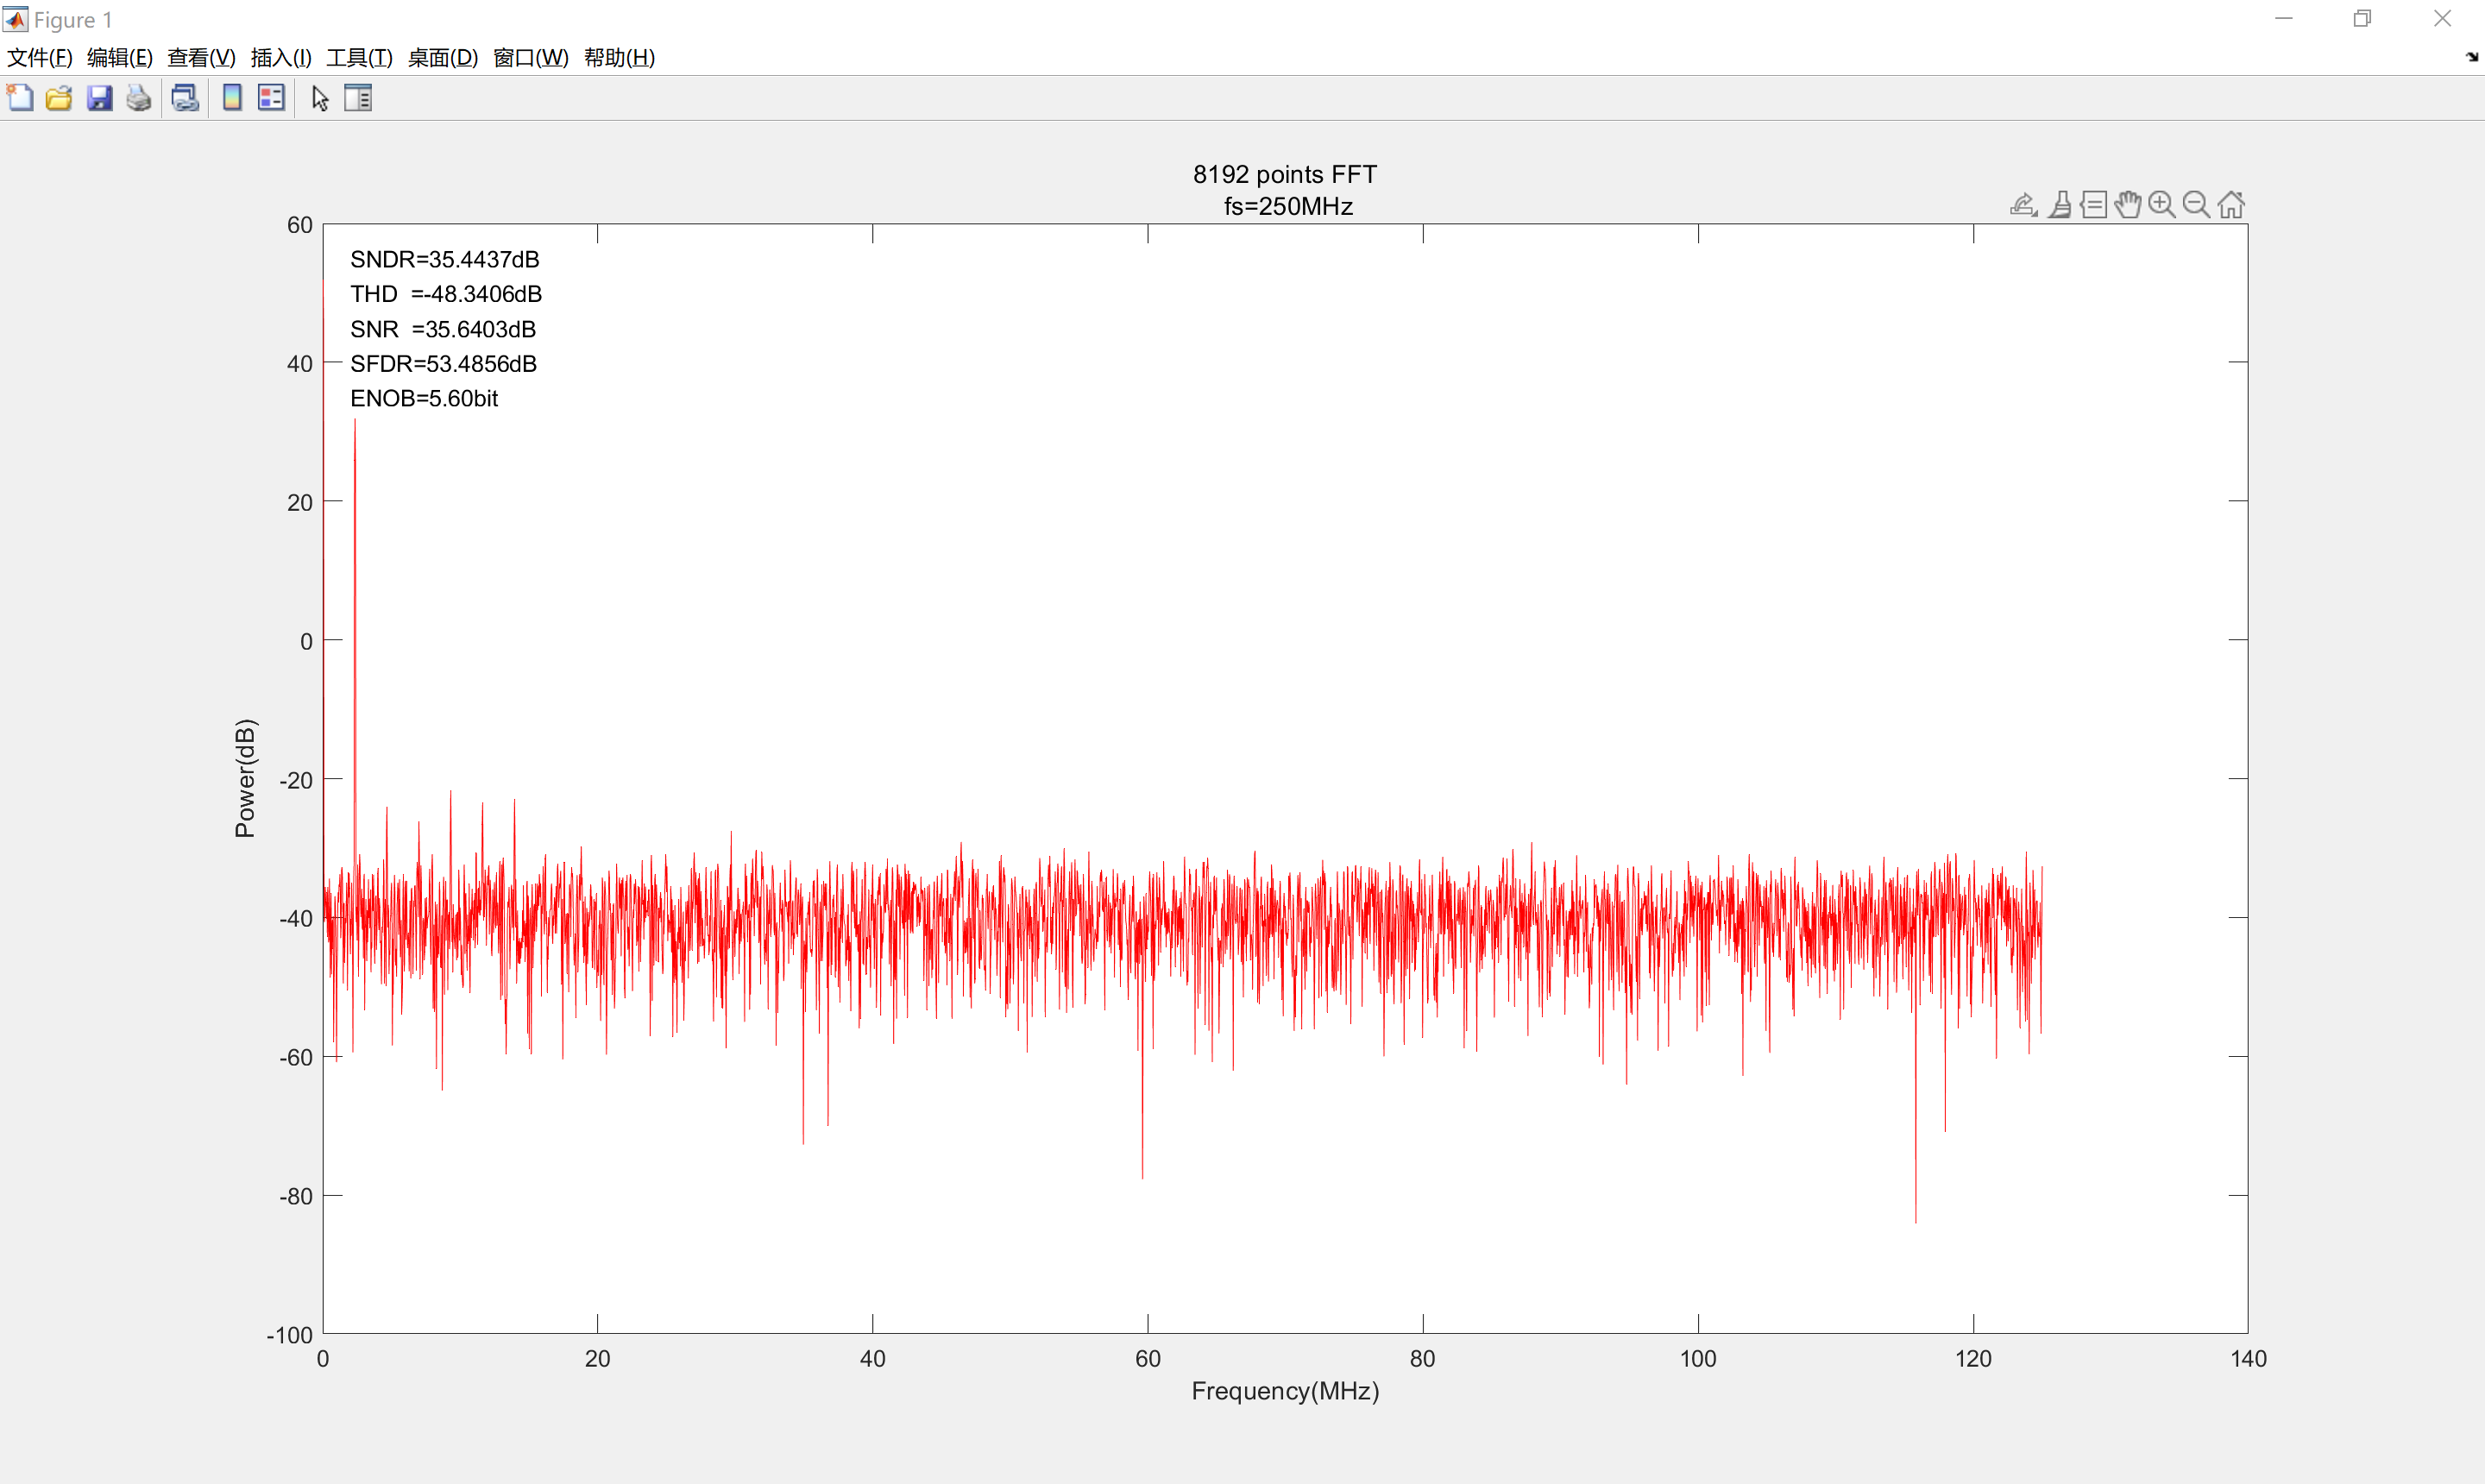 Figure 1
文件(F) 编辑(E) 查看(V) 插入(I) 工具(T) 桌面(D) 窗口(W) 帮助(H)
8192 points FFT
fs=250MHz
SNDR=35.4437dB
THD =-48.3406dB
SNR =35.6403dB
SFDR=53.4856dB
ENOB=5.60bit
Power(dB)
60
40
20
0
-20
-40
-60
-80
-100
0 20 40 60 80 100 120 140
Frequency(MHz)